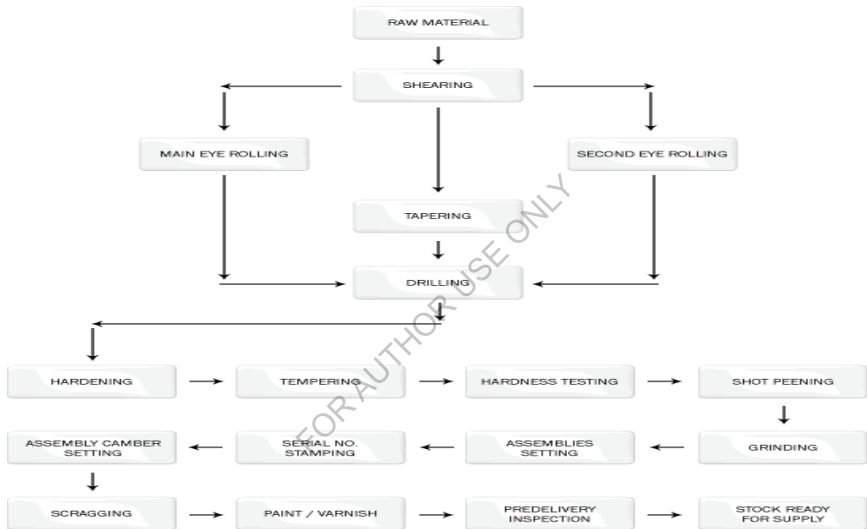 RAW MATERIAL
SHEARING
MAIN EYE ROLLING
SECOND EYE ROLLING
TAPERING
DRILLING
HARDENING
TEMPERING
HARDNESS TESTING
SHOT PEENING
ASSEMBLY CAMBER
SETTING
SERIAL NO.
STAMPING
ASSEMBLIES
SETTING
GRINDING
SCRAGGING
PAINT / VARNISH
PREDELIVERY
INSPECTION
STOCK READY
FOR SUPPLY
FOR AUTHOR USE ONLY